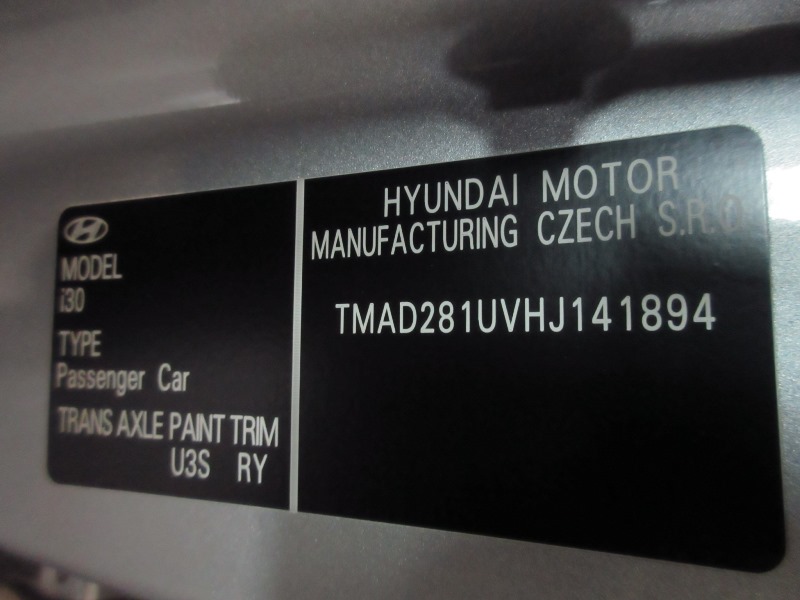 MODEL
i30
TYPE
Passenger Car
TRANS AXLE PAINT TRIM
U3S RY
HYUNDAI MOTOR
MANUFACTURING CZECH S.R.O
TMAD281UVHJ141894